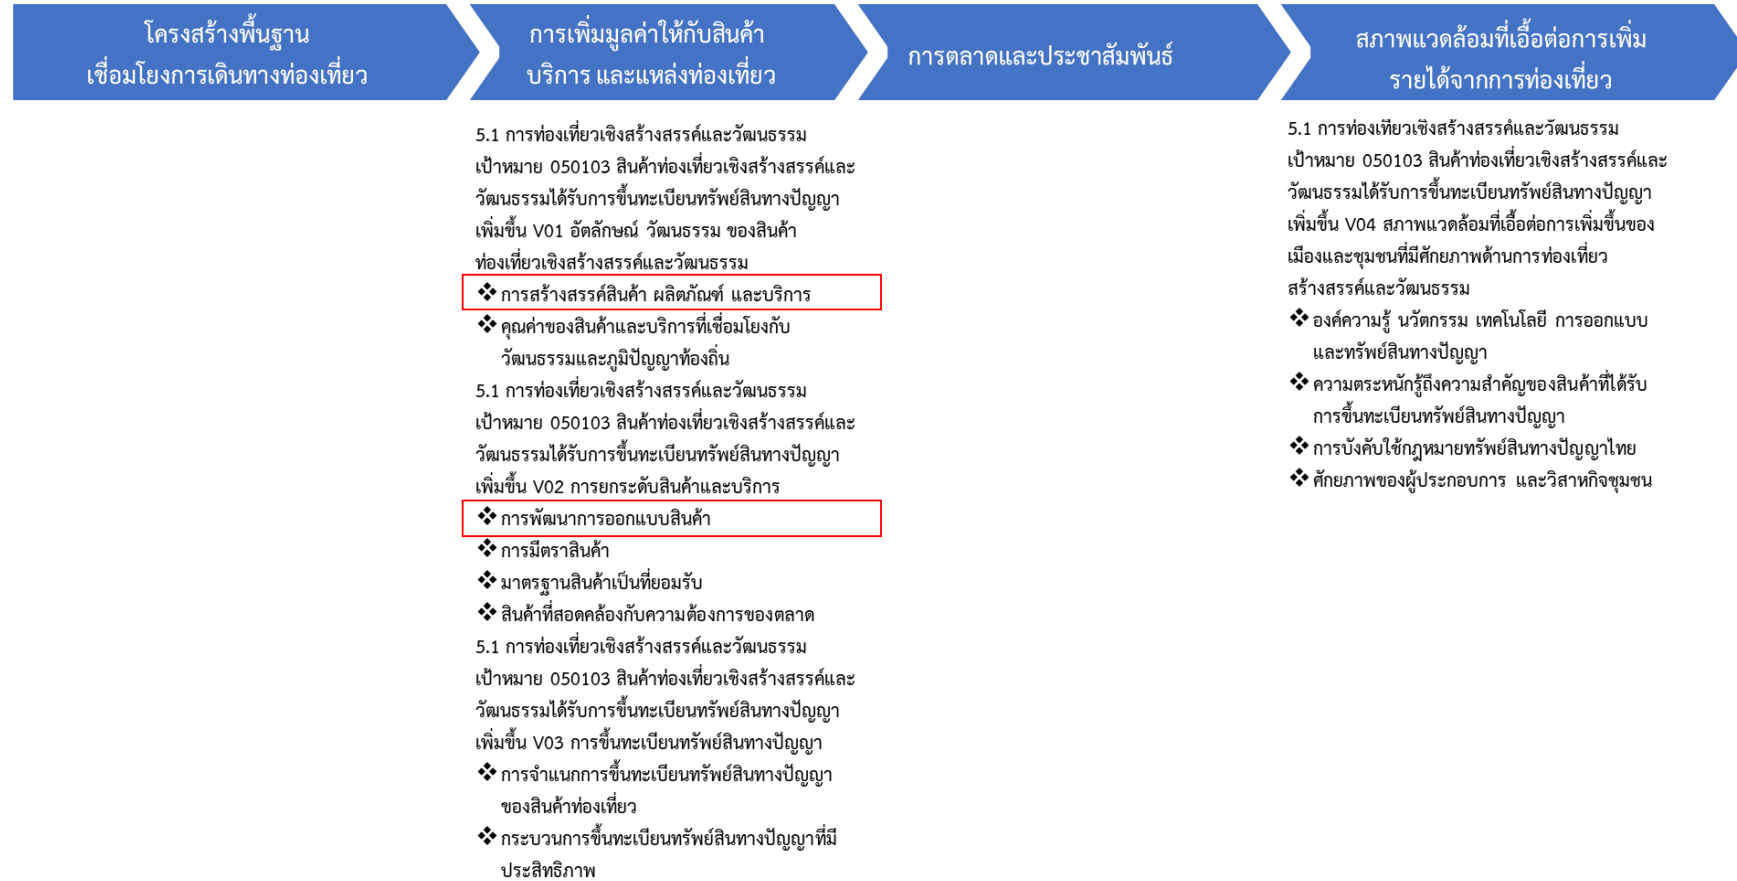 โครงสร้างพื้นฐาน
เชื่อมโยงการเดินทางท่องเที่ยว
การเพิ่มมูลค่าให้กับสินค้า
บริการ และแหล่งท่องเที่ยว
การตลาดและประชาสัมพันธ์
สภาพแวดล้อมที่เอื้อต่อการเพิ่ม
รายได้จากการท่องเที่ยว
5.1 การท่องเที่ยวเชิงสร้างสรรค์และวัฒนธรรม
เป้าหมาย 050103 สินค้าท่องเที่ยวเชิงสร้างสรรค์และ
วัฒนธรรมได้รับการขึ้นทะเบียนทรัพย์สินทางปัญญา
เพิ่มขึ้น V01 อัตลักษณ์ วัฒนธรรม ของสินค้า
ท่องเที่ยวเชิงสร้างสรรค์และวัฒนธรรม
❖ การสร้างสรรค์สินค้า ผลิตภัณฑ์ และบริการ
❖ คุณค่าของสินค้าและบริการที่เชื่อมโยงกับ
วัฒนธรรมและภูมิปัญญาท้องถิ่น
5.1 การท่องเที่ยวเชิงสร้างสรรค์และวัฒนธรรม
เป้าหมาย 050103 สินค้าท่องเที่ยวเชิงสร้างสรรค์และ
วัฒนธรรมได้รับการขึ้นทะเบียนทรัพย์สินทางปัญญา
เพิ่มขึ้น V02 การยกระดับสินค้าและบริการ
❖ การพัฒนาการออกแบบสินค้า
❖ การมีตราสินค้า
❖ มาตรฐานสินค้าเป็นที่ยอมรับ
❖ สินค้าที่สอดคล้องกับความต้องการของตลาด
5.1 การท่องเที่ยวเชิงสร้างสรรค์และวัฒนธรรม
เป้าหมาย 050103 สินค้าท่องเที่ยวเชิงสร้างสรรค์และ
วัฒนธรรมได้รับการขึ้นทะเบียนทรัพย์สินทางปัญญา
เพิ่มขึ้น V03 การขึ้นทะเบียนทรัพย์สินทางปัญญา
❖ การจำแนกการขึ้นทะเบียนทรัพย์สินทางปัญญา
ของสินค้าท่องเที่ยว
❖ กระบวนการขึ้นทะเบียนทรัพย์สินทางปัญญาที่มี
ประสิทธิภาพ
5.1 การท่องเที่ยวเชิงสร้างสรรค์และวัฒนธรรม
เป้าหมาย 050103 สินค้าท่องเที่ยวเชิงสร้างสรรค์และ
วัฒนธรรมได้รับการขึ้นทะเบียนทรัพย์สินทางปัญญา
เพิ่มขึ้น V04 สภาพแวดล้อมที่เอื้อต่อการเพิ่มขึ้นของ
เมืองและชุมชนที่มีศักยภาพด้านการท่องเที่ยว
สร้างสรรค์และวัฒนธรรม
❖ องค์ความรู้ นวัตกรรม เทคโนโลยี การออกแบบ
และทรัพย์สินทางปัญญา
❖ ความตระหนักรู้ถึงความสำคัญของสินค้าที่ได้รับ
การขึ้นทะเบียนทรัพย์สินทางปัญญา
❖ การบังคับใช้กฎหมายทรัพย์สินทางปัญญาไทย
❖ ศักยภาพของผู้ประกอบการ และวิสาหกิจชุมชน